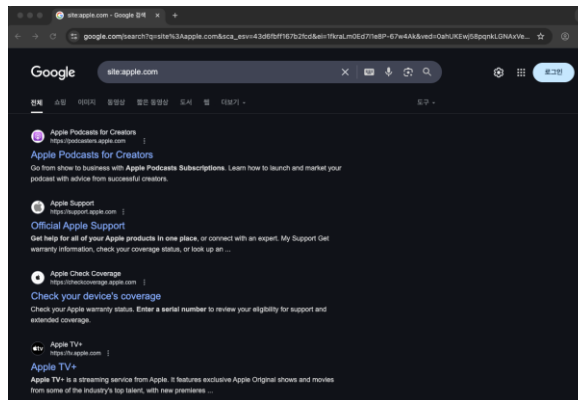 site:apple.com - Google 검색
google.com/search?q=site%3Aapple.com&sca_esv=43d6fbff167b2fcd&ei=1fkraLm0Ed7l1e8P-67w4Ak&ved=0ahUKEwj58pqnkLGNAxVe...
Google
site:apple.com
로그인
전체 쇼핑 이미지 동영상 짧은 동영상 도서 웹 더보기
도구
Apple Podcasts for Creators
https://podcasters.apple.com
Apple Podcasts for Creators
Go from show to business with Apple Podcasts Subscriptions. Learn how to launch and market your
podcast with advice from successful creators.
Apple Support
https://support.apple.com
Official Apple Support
Get help for all of your Apple products in one place, or connect with an expert. My Support Get
warranty information, check your coverage status, or look up an ...
Apple Check Coverage
https://checkcoverage.apple.com
Check your device's coverage
Check your Apple warranty status. Enter a serial number to review your eligibility for support and
extended coverage.
Apple TV+
https://tv.apple.com
Apple TV+
Apple TV+ is a streaming service from Apple. It features exclusive Apple Original shows and movies
from some of the industry's top talent, with new premieres ...